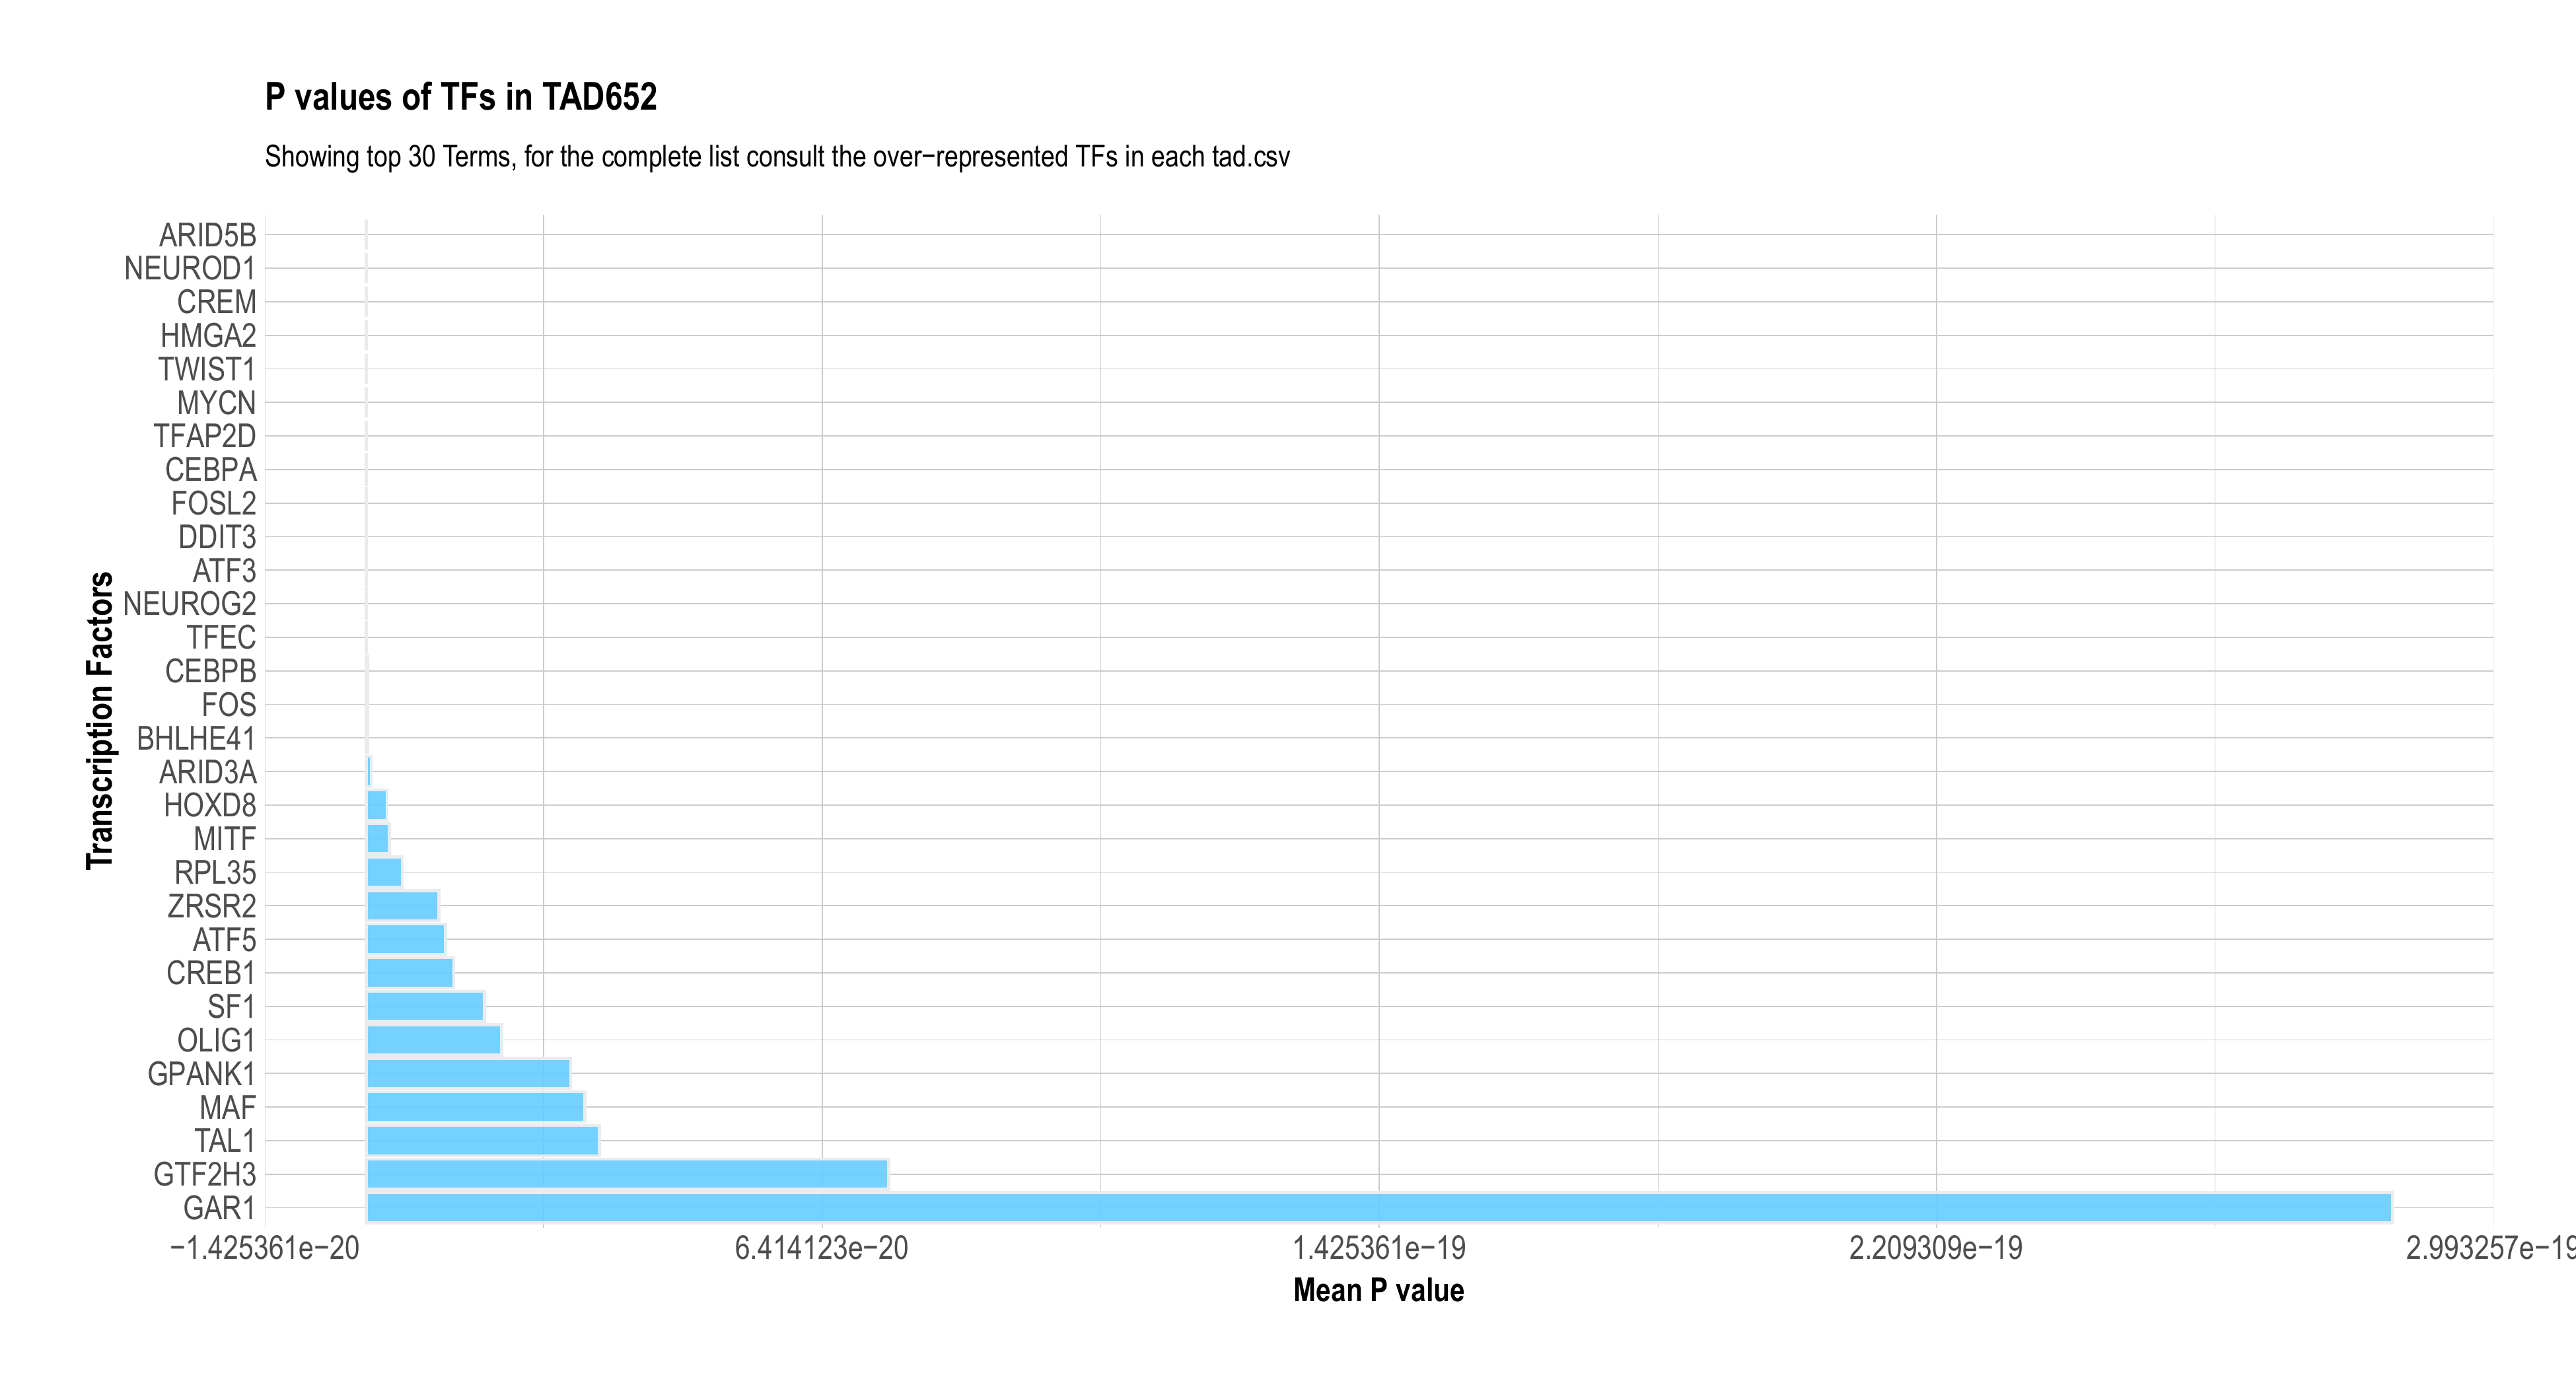 P values of TFs in TAD652
Showing top 30 Terms, for the complete list consult the over−represented TFs in each tad.csv
Transcription Factors
ARID5B
NEUROD1
CREM
HMGA2
TWIST1
MYCN
TFAP2D
CEBPA
FOSL2
DDIT3
ATF3
NEUROG2
TFEC
CEBPB
FOS
BHLHE41
ARID3A
HOXD8
MITF
RPL35
ZRSR2
ATF5
CREB1
SF1
OLIG1
GPANK1
MAF
TAL1
GTF2H3
GAR1
−1.425361e−20 6.414123e−20 1.425361e−19 2.209309e−19 2.993257e−19
Mean P value